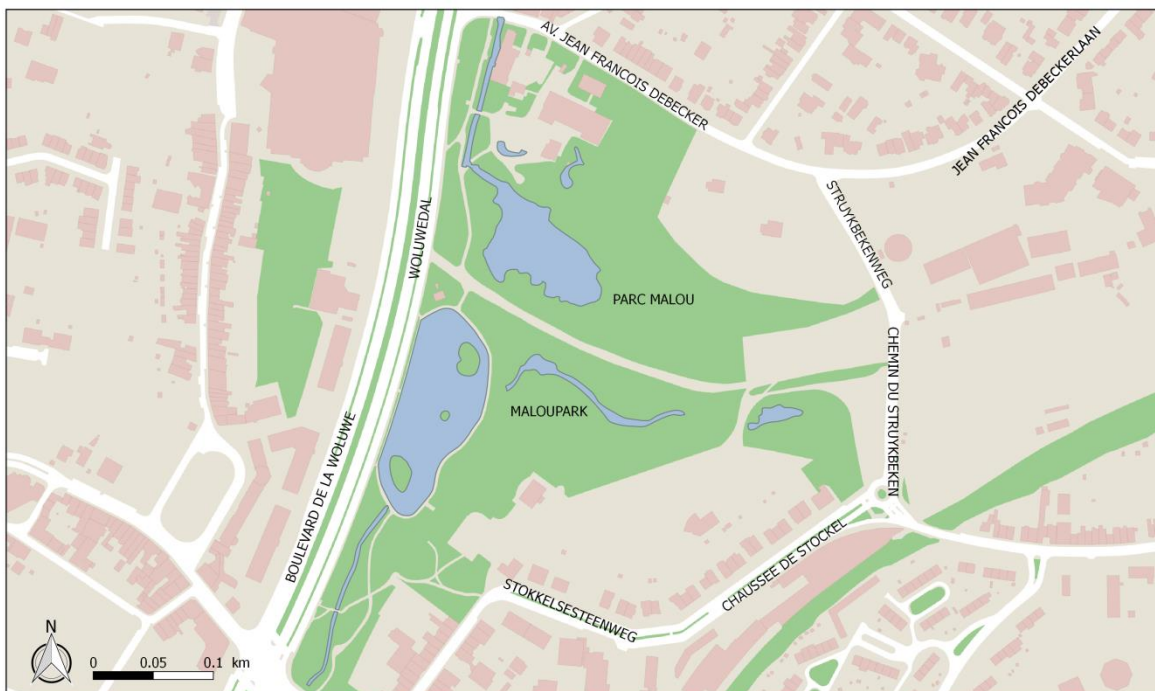 AV. JEAN FRANCOIS DEBECKER
JEAN FRANCOIS DEBECKERLAAN
STRUYKBEKENWEG
WOLUWEDAL
PARC MALOU
CHEMIN DU STRUYKBEKEN
MALOUPARK
BOULEVARD DE LA WOLUWE
CHAUSSEE DE STOCKEL
STOKKELSESTEENWEG
N
0 0.05 0.1 km